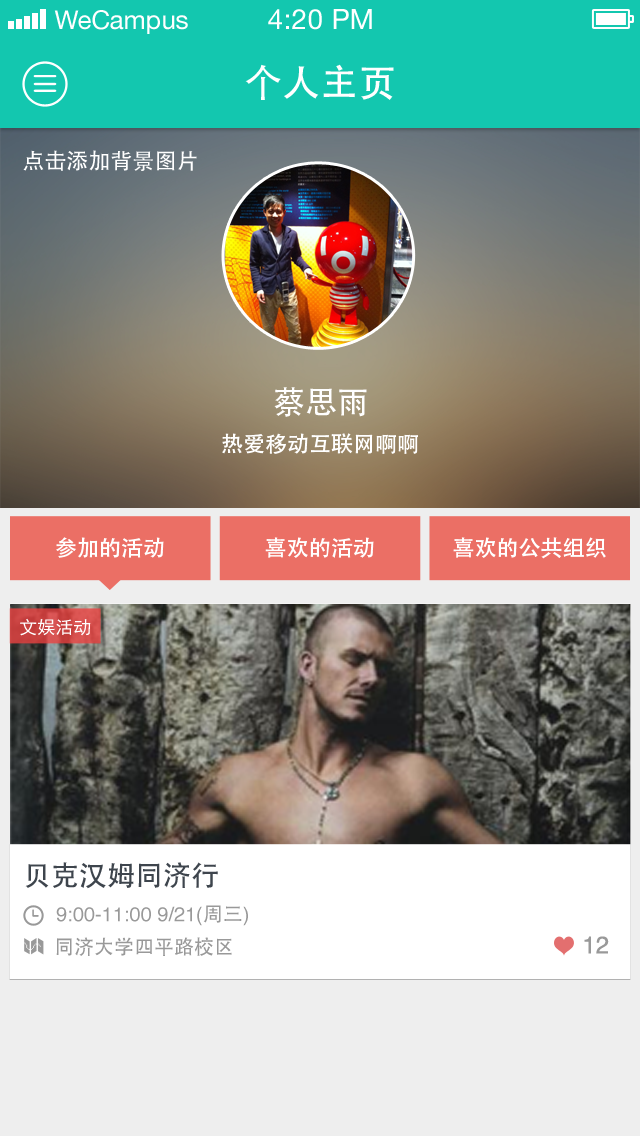 WeCampus 4:20 PM
个人主页
点击添加背景图片
蔡思雨
热爱移动互联网啊啊
参加的活动 喜欢的活动 喜欢的公共组织
文娱活动
贝克汉姆同济行
9:00-11:00 9/21(周三)
同济大学四平路校区 12